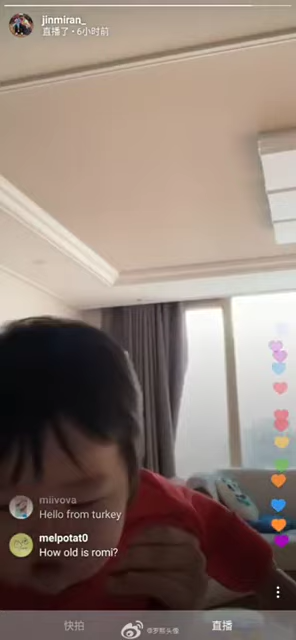 jinmiran_
直播了 • 6小时前
miivova
Hello from turkey
melpotat0
How old is romi?
快拍
直播